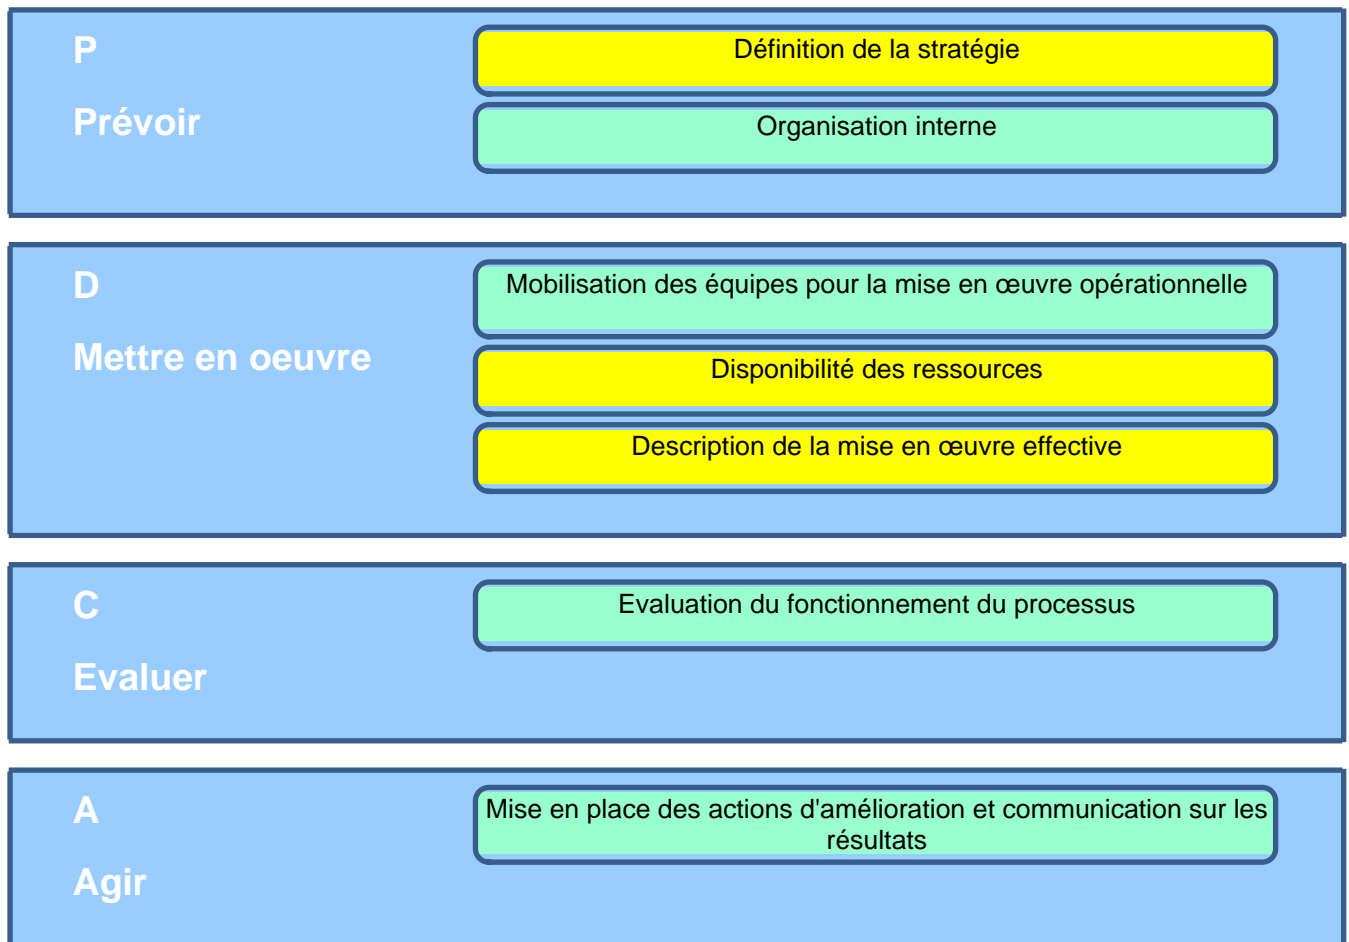 P
Prévoir
Définition de la stratégie
Organisation interne
D
Mettre en oeuvre
Mobilisation des équipes pour la mise en œuvre opérationnelle
Disponibilité des ressources
Description de la mise en œuvre effective
C
Evaluer
Evaluation du fonctionnement du processus
A
Agir
Mise en place des actions d'amélioration et communication sur les
résultats